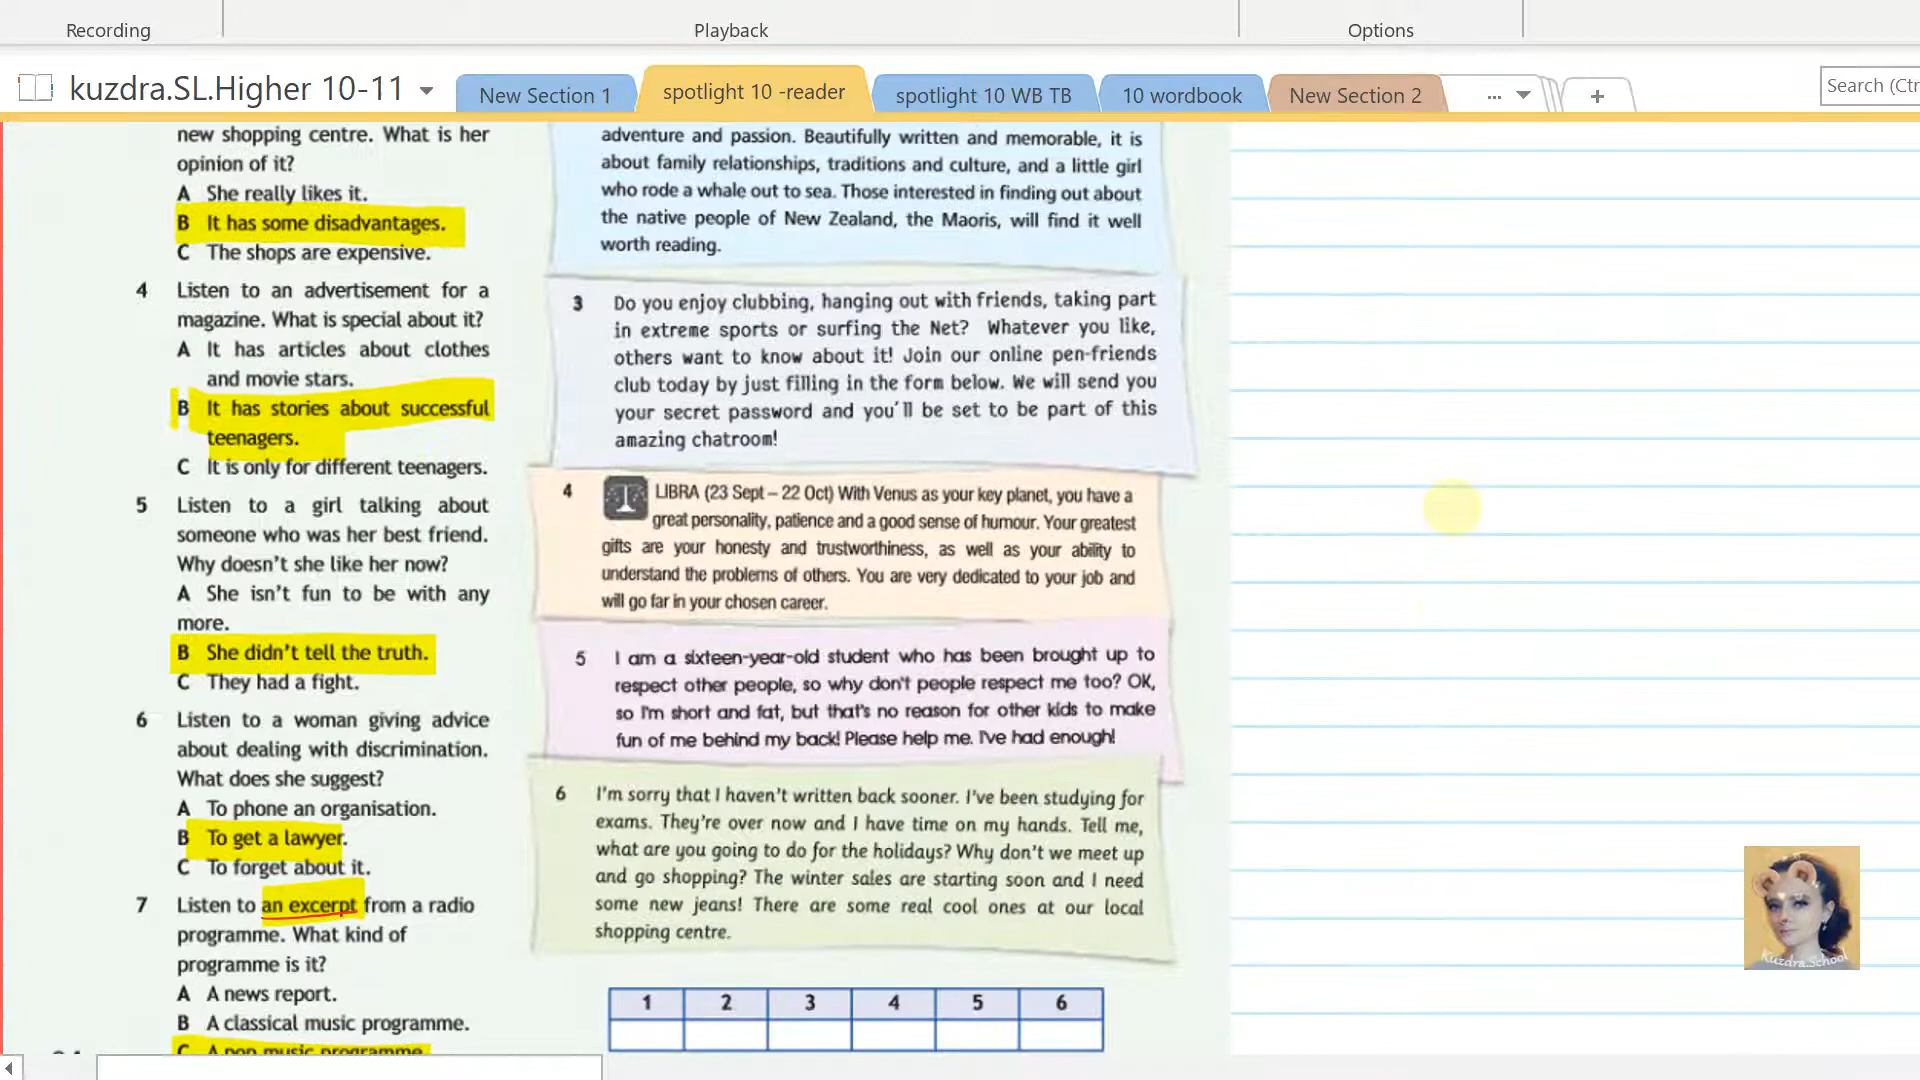 Recording
Playback
Options
kuzdra.SL.Higher 10-11
New Section 1
spotlight 10 -reader
spotlight 10 WB TB
10 wordbook
New Section 2
...
+
Search (Ctr
new shopping centre. What is her
opinion of it?
A She really likes it.
B It has some disadvantages.
C The shops are expensive.
4 Listen to an advertisement for a
magazine. What is special about it?
A It has articles about clothes
and movie stars.
B It has stories about successful
teenagers.
C It is only for different teenagers.
5 Listen to a girl talking about
someone who was her best friend.
Why doesn't she like her now?
A She isn't fun to be with any
more.
B She didn't tell the truth.
C They had a fight.
6 Listen to a woman giving advice
about dealing with discrimination.
What does she suggest?
A To phone an organisation.
B To get a lawyer.
C To forget about it.
7 Listen to an excerpt from a radio
programme. What kind of
programme is it?
A A news report.
B A classical music programme.
C A pop music programme.
adventure and passion. Beautifully written and memorable, it is
about family relationships, traditions and culture, and a little girl
who rode a whale out to sea. Those interested in finding out about
the native people of New Zealand, the Maoris, will find it well
worth reading.
3 Do you enjoy clubbing, hanging out with friends, taking part
in extreme sports or surfing the Net? Whatever you like,
others want to know about it! Join our online pen-friends
club today by just filling in the form below. We will send you
your secret password and you'll be set to be part of this
amazing chatroom!
4 LIBRA (23 Sept – 22 Oct) With Venus as your key planet, you have a
great personality, patience and a good sense of humour. Your greatest
gifts are your honesty and trustworthiness, as well as your ability to
understand the problems of others. You are very dedicated to your job and
will go far in your chosen career.
5 I am a sixteen-year-old student who has been brought up to
respect other people, so why don't people respect me too? OK,
so I'm short and fat, but that's no reason for other kids to make
fun of me behind my back! Please help me. I've had enough!
6 I'm sorry that I haven't written back sooner. I've been studying for
exams. They're over now and I have time on my hands. Tell me,
what are you going to do for the holidays? Why don't we meet up
and go shopping? The winter sales are starting soon and I need
some new jeans! There are some real cool ones at our local
shopping centre.
1 2 3 4 5 6
Kuzdra.School